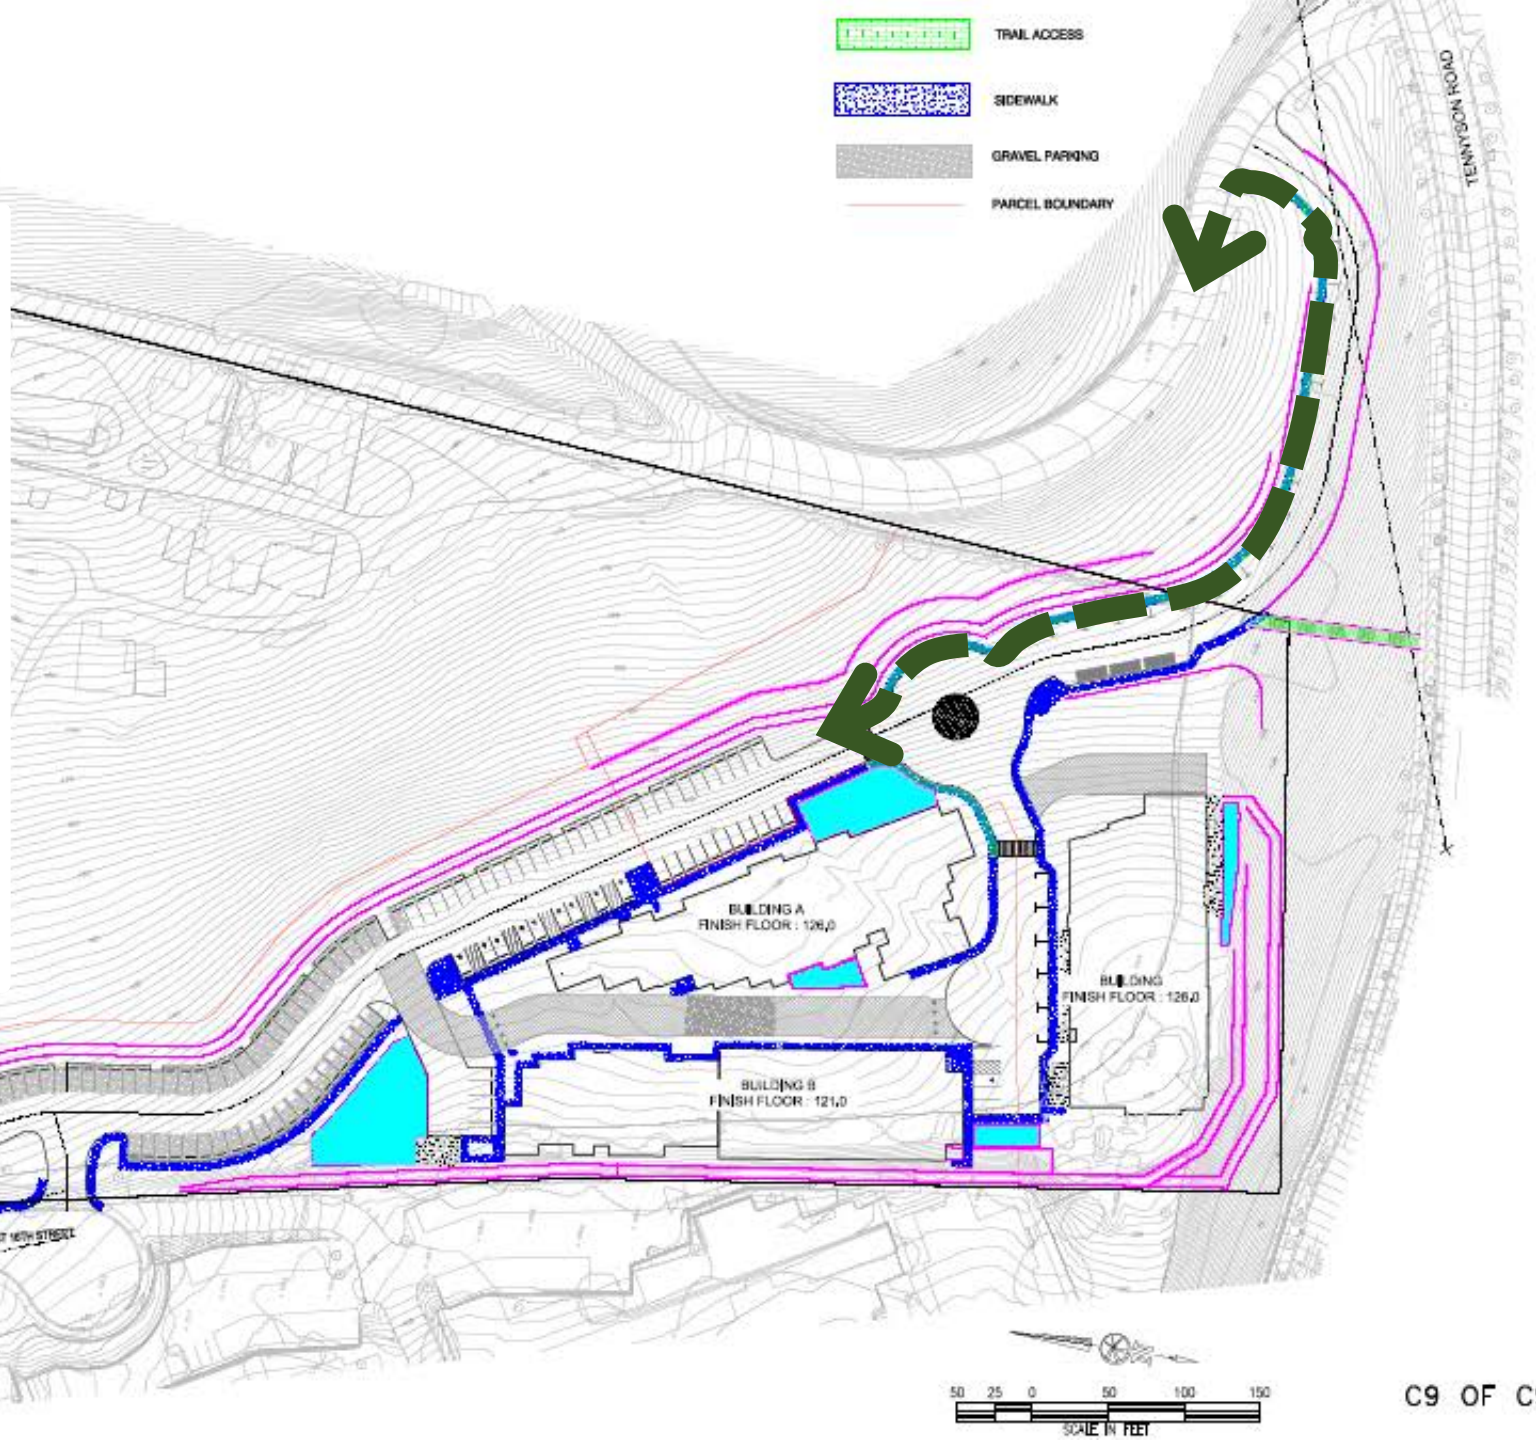 TRAIL ACCESS
SIDEWALK
GRAVEL PARKING
PARCEL BOUNDARY
TENNYSON ROAD
BUILDING A
FINISH FLOOR : 126.0
BUILDING
FINISH FLOOR : 126.0
BUILDING B
FINISH FLOOR : 121.0
16TH STREET
50 25 0 50 100 150
SCALE IN FEET
C9 OF